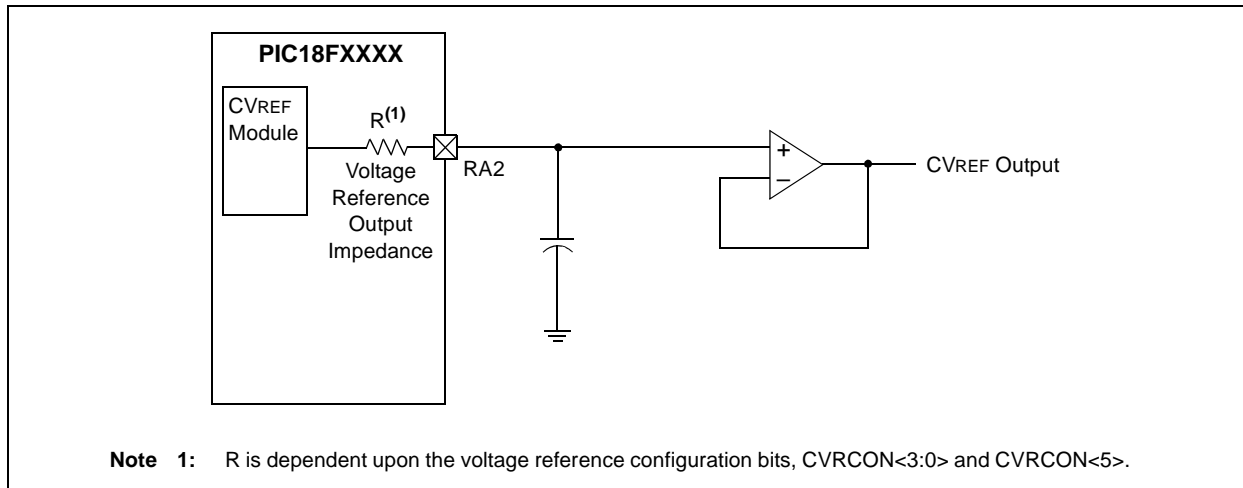 PIC18FXXXX
CVREF
Module
R(1)
Voltage
Reference
Output
Impedance
RA2
+
–
CVREF Output
Note 1: R is dependent upon the voltage reference configuration bits, CVRCON<3:0> and CVRCON<5>.